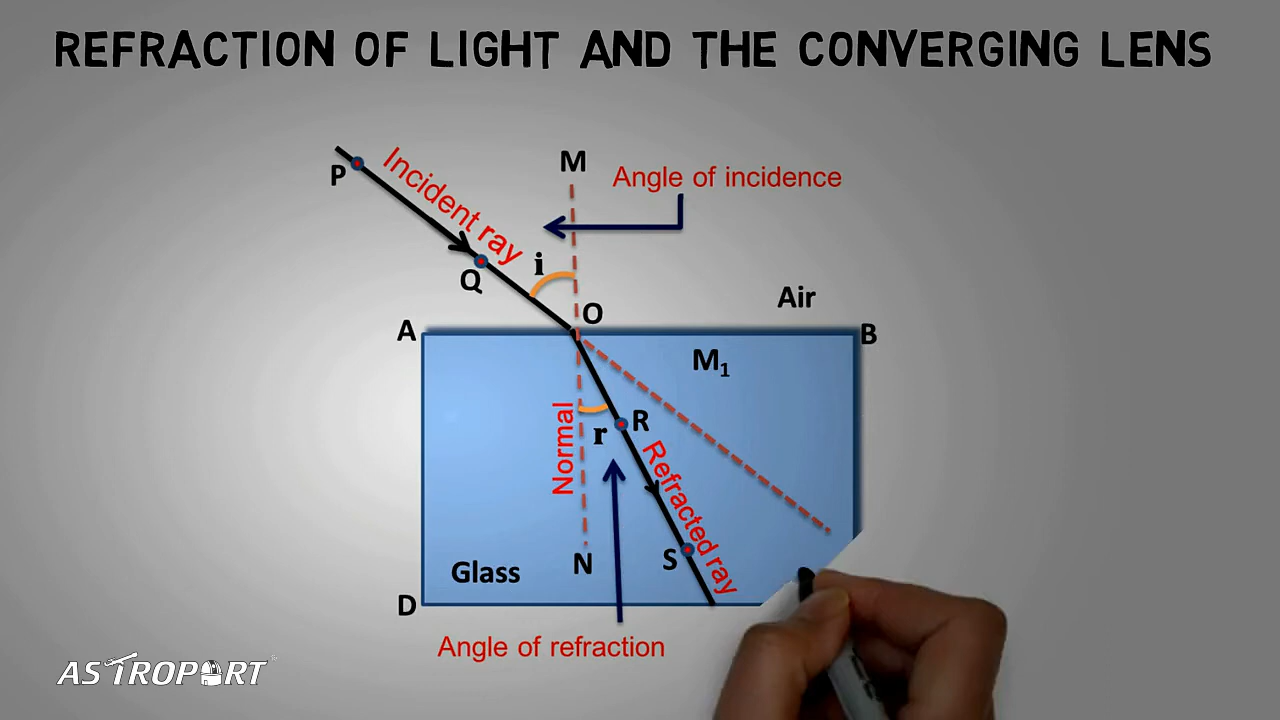 REFRACTION OF LIGHT AND THE CONVERGING LENS
M
Angle of incidence
P
Incident ray
Q
i
Air
O
A
B
M₁
Normal
R
r
Refracted ray
S
N
Glass
D
Angle of refraction
ASTROPORT